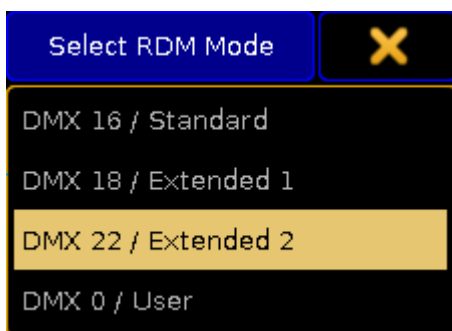 Select RDM Mode
DMX 16 / Standard
DMX 18 / Extended 1
DMX 22 / Extended 2
DMX 0 / User